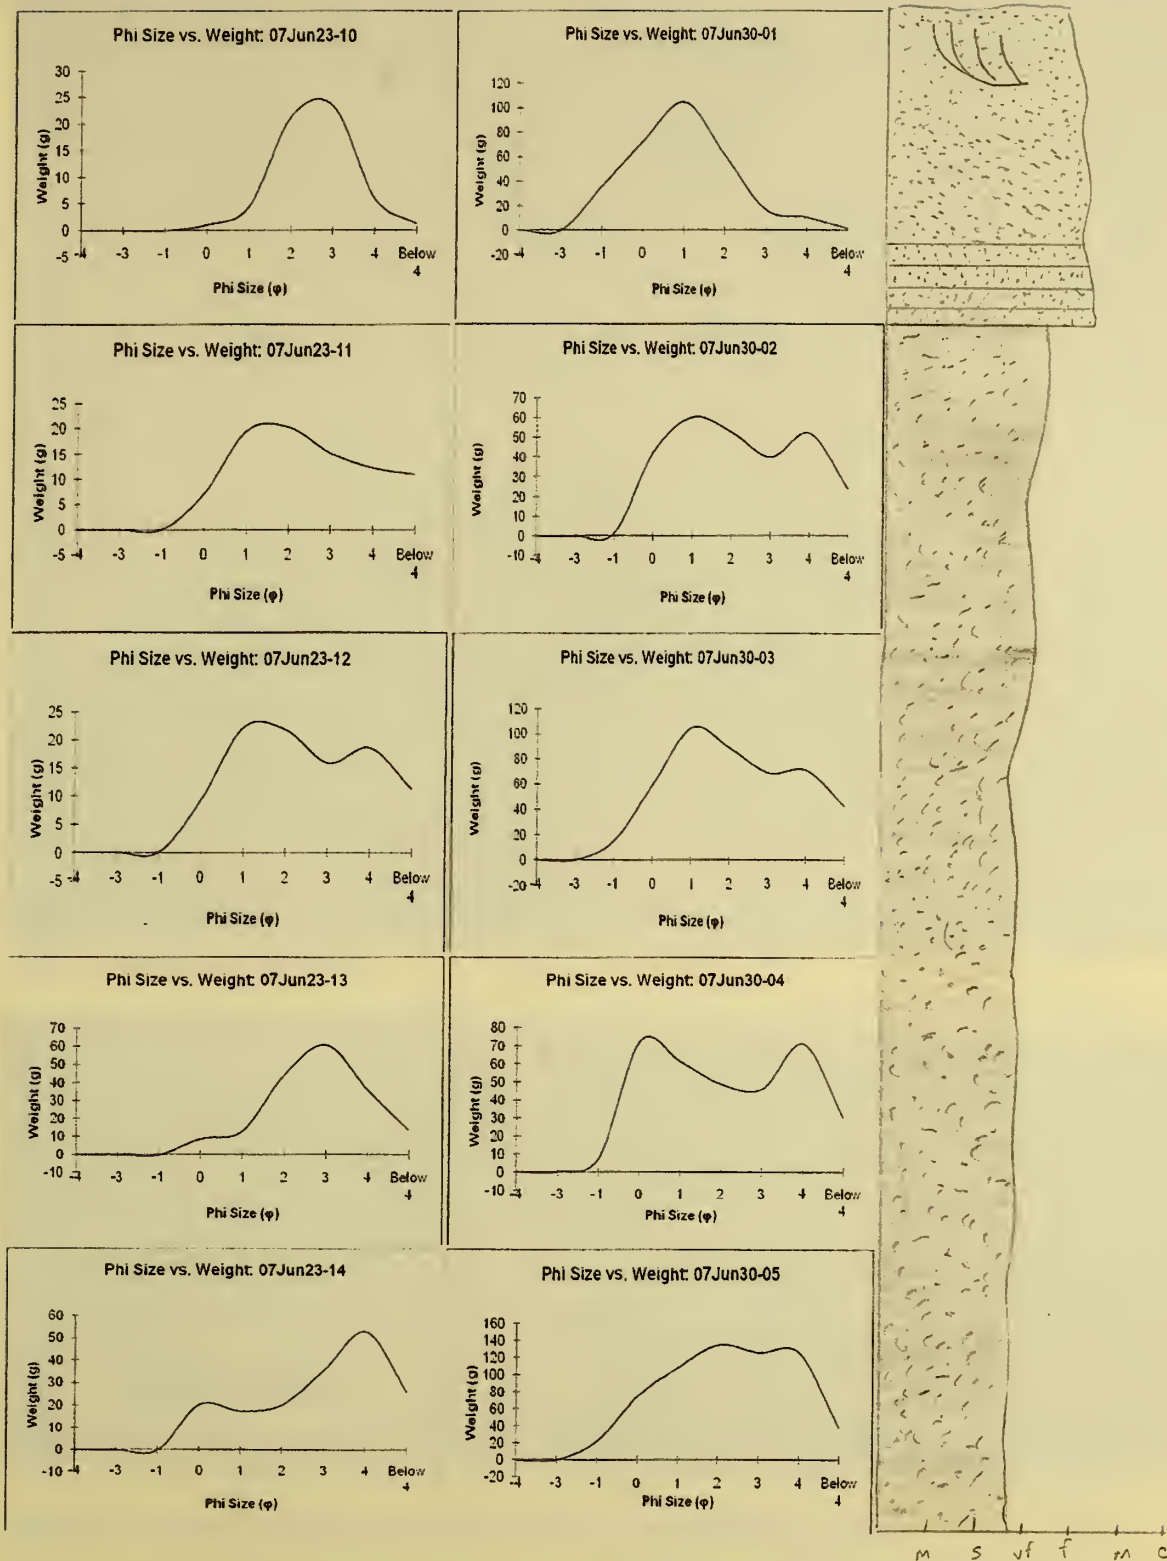 Phi Size vs. Weight: 07Jun23-10
30
25
20
15
10
5
0
-5
Weight (g)
-4 -3 -1 0 1 2 3 4 Below 4
Phi Size (φ)
Phi Size vs. Weight: 07Jun30-01
120
100
80
60
40
20
0
-20
Weight (g)
-4 -3 -1 0 1 2 3 4 Below 4
Phi Size (φ)
Phi Size vs. Weight: 07Jun23-11
25
20
15
10
5
0
-5
Weight (g)
-4 -3 -1 0 1 2 3 4 Below 4
Phi Size (φ)
Phi Size vs. Weight: 07Jun30-02
70
60
50
40
30
20
10
0
-10
Weight (g)
-4 -3 -1 0 1 2 3 4 Below 4
Phi Size (φ)
Phi Size vs. Weight: 07Jun23-12
25
20
15
10
5
0
-5
Weight (g)
-4 -3 -1 0 1 2 3 4 Below 4
Phi Size (φ)
Phi Size vs. Weight: 07Jun30-03
120
100
80
60
40
20
0
-20
Weight (g)
-4 -3 -1 0 1 2 3 4 Below 4
Phi Size (φ)
Phi Size vs. Weight: 07Jun23-13
70
60
50
40
30
20
10
0
-10
Weight (g)
-4 -3 -1 0 1 2 3 4 Below 4
Phi Size (φ)
Phi Size vs. Weight: 07Jun30-04
80
70
60
50
40
30
20
10
0
-10
Weight (g)
-4 -3 -1 0 1 2 3 4 Below 4
Phi Size (φ)
Phi Size vs. Weight: 07Jun23-14
60
50
40
30
20
10
0
-10
Weight (g)
-4 -3 -1 0 1 2 3 4 Below 4
Phi Size (φ)
Phi Size vs. Weight: 07Jun30-05
160
140
120
100
80
60
40
20
0
-20
Weight (g)
-4 -3 -1 0 1 2 3 4 Below 4
Phi Size (φ)
M S vf f M c